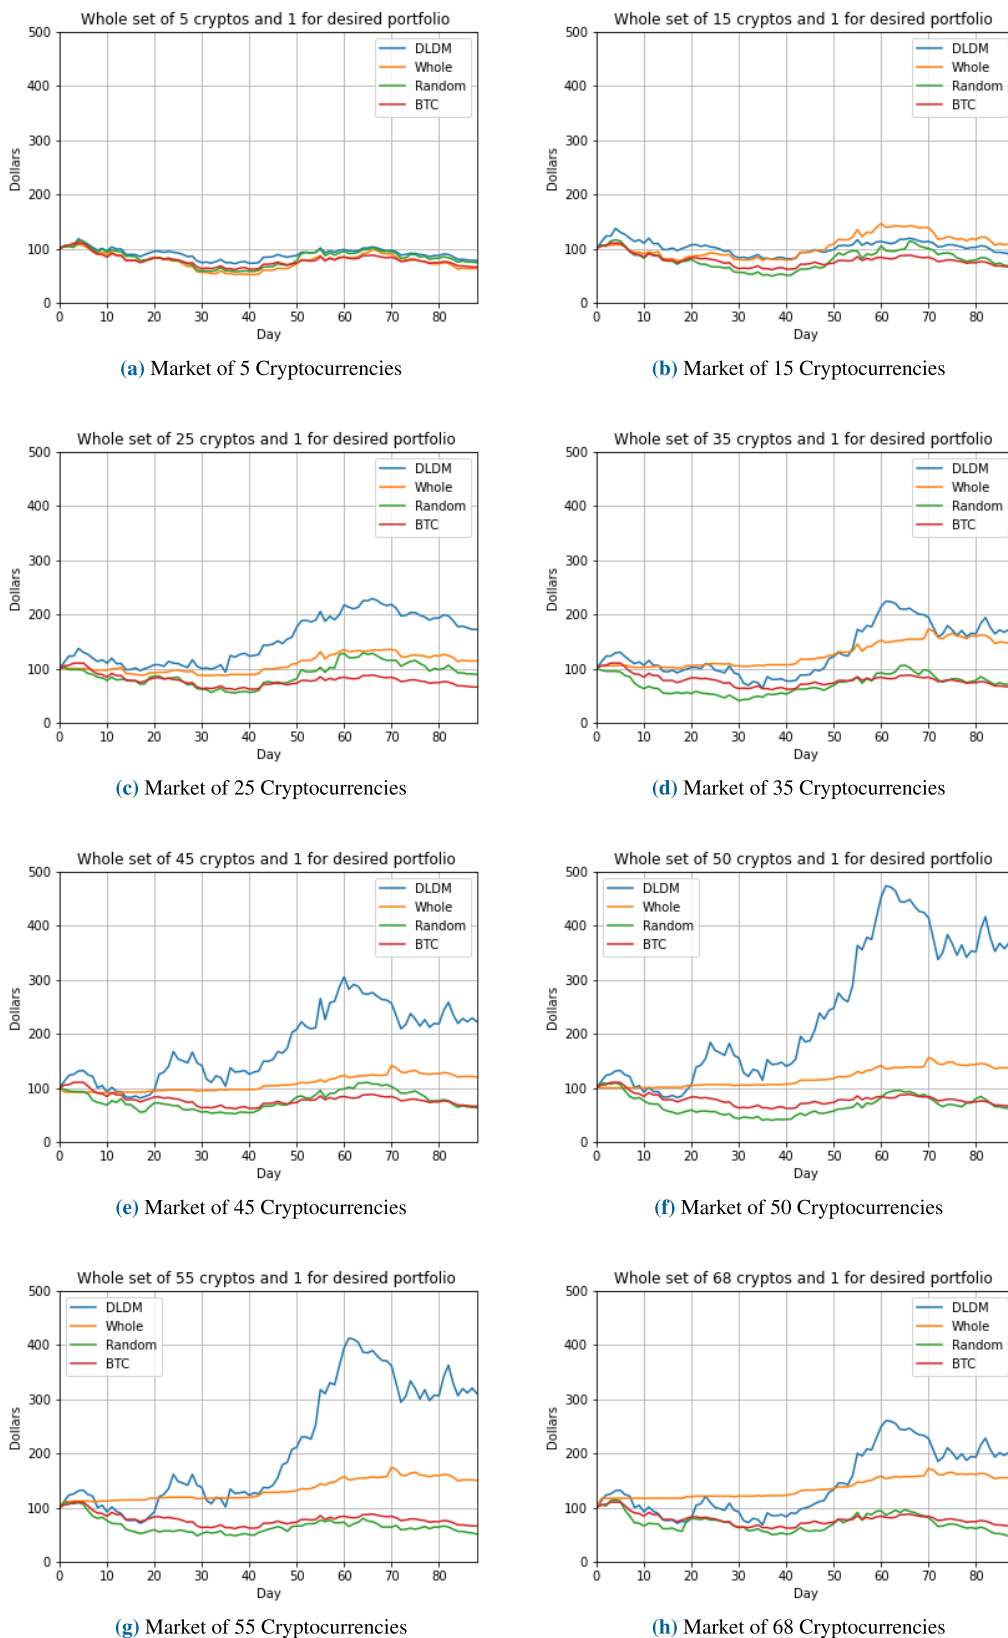 Whole set of 5 cryptos and 1 for desired portfolio
500
400
300
200
100
0
Dollars
DLDM
Whole
Random
BTC
0 10 20 30 40 50 60 70 80
Day
(a) Market of 5 Cryptocurrencies
Whole set of 15 cryptos and 1 for desired portfolio
500
400
300
200
100
0
Dollars
DLDM
Whole
Random
BTC
0 10 20 30 40 50 60 70 80
Day
(b) Market of 15 Cryptocurrencies
Whole set of 25 cryptos and 1 for desired portfolio
500
400
300
200
100
0
Dollars
DLDM
Whole
Random
BTC
0 10 20 30 40 50 60 70 80
Day
(c) Market of 25 Cryptocurrencies
Whole set of 35 cryptos and 1 for desired portfolio
500
400
300
200
100
0
Dollars
DLDM
Whole
Random
BTC
0 10 20 30 40 50 60 70 80
Day
(d) Market of 35 Cryptocurrencies
Whole set of 45 cryptos and 1 for desired portfolio
500
400
300
200
100
0
Dollars
DLDM
Whole
Random
BTC
0 10 20 30 40 50 60 70 80
Day
(e) Market of 45 Cryptocurrencies
Whole set of 50 cryptos and 1 for desired portfolio
500
400
300
200
100
0
Dollars
DLDM
Whole
Random
BTC
0 10 20 30 40 50 60 70 80
Day
(f) Market of 50 Cryptocurrencies
Whole set of 55 cryptos and 1 for desired portfolio
500
400
300
200
100
0
Dollars
DLDM
Whole
Random
BTC
0 10 20 30 40 50 60 70 80
Day
(g) Market of 55 Cryptocurrencies
Whole set of 68 cryptos and 1 for desired portfolio
500
400
300
200
100
0
Dollars
DLDM
Whole
Random
BTC
0 10 20 30 40 50 60 70 80
Day
(h) Market of 68 Cryptocurrencies